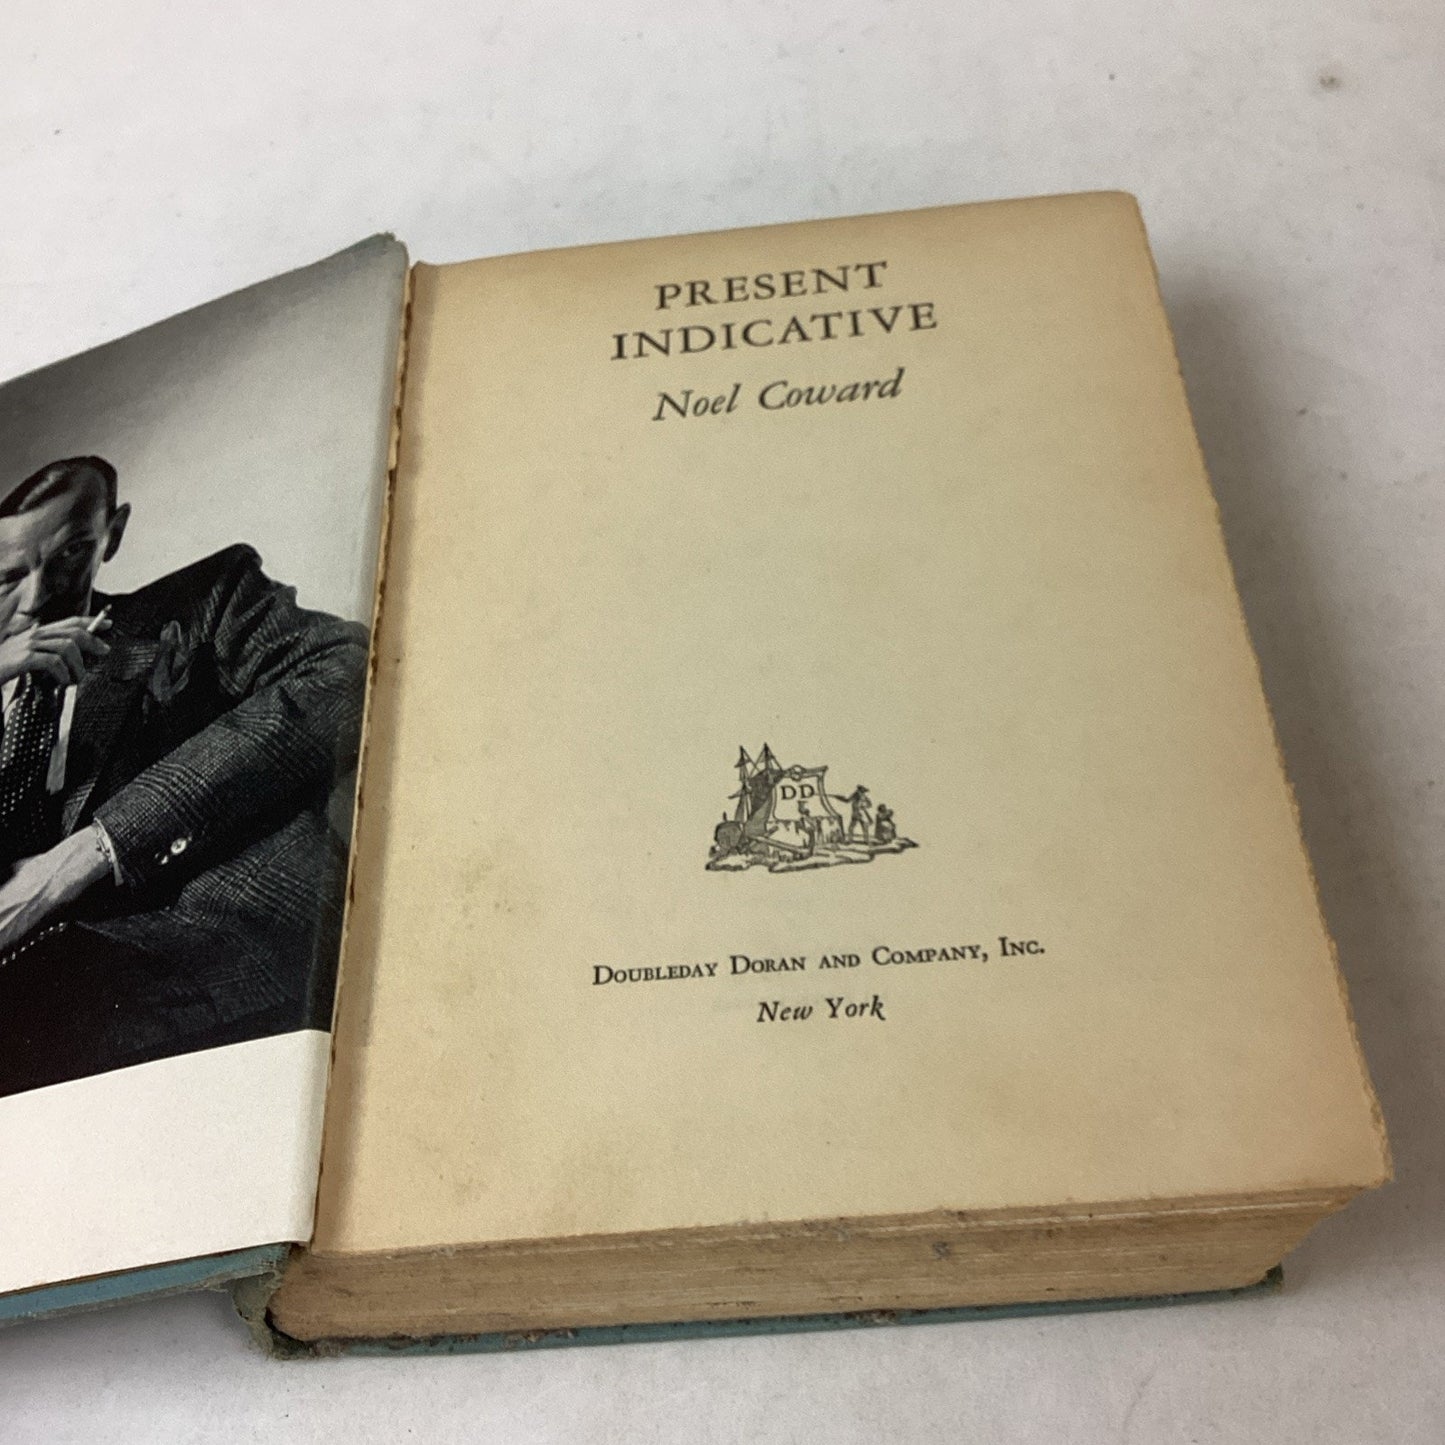 PRESENT
INDICATIVE
Noel Coward
DD
Doubleday Doran and Company, Inc.
New York